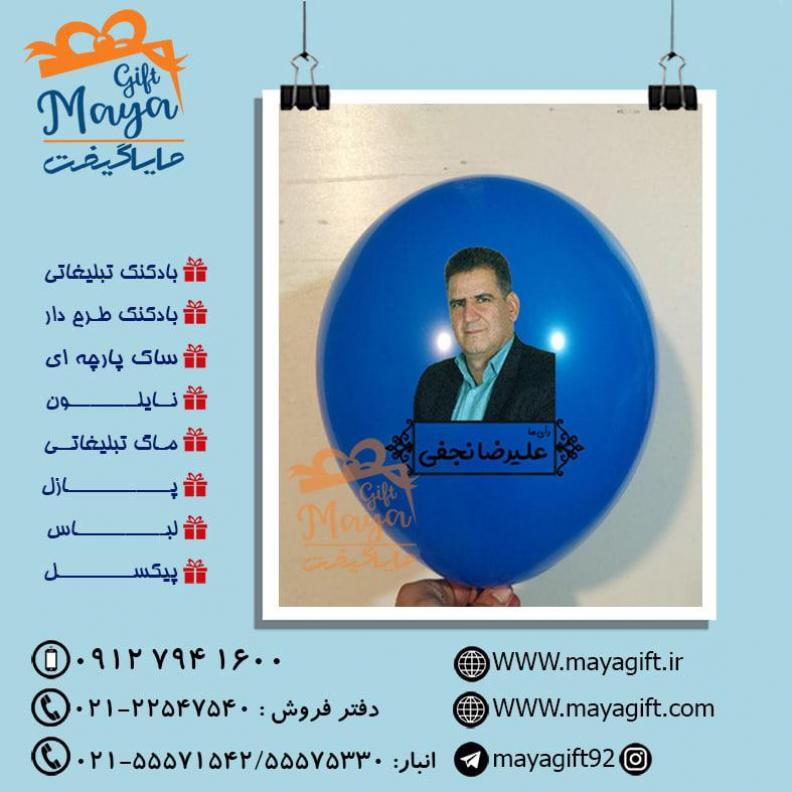 Gift
Maya
مایاگیفت
بادکنک تبلیغاتی
بادکنک طرح دار
ساک پارچه ای
نایلون
ماگ تبلیغاتی
پازل
لباس
پیکسل
رأی ما
علیرضا نجفی
Gift
Maya
مایاگیفت
۰۹۱۲ ۷۹۴ ۱۶۰۰
دفتر فروش : ۰۲۱-۲۲۵۴۷۵۴۰
انبار: ۰۲۱-۵۵۵۷۱۵۴۲/۵۵۵۷۵۳۳۰
WWW.mayagift.ir
WWW.mayagift.com
mayagift92